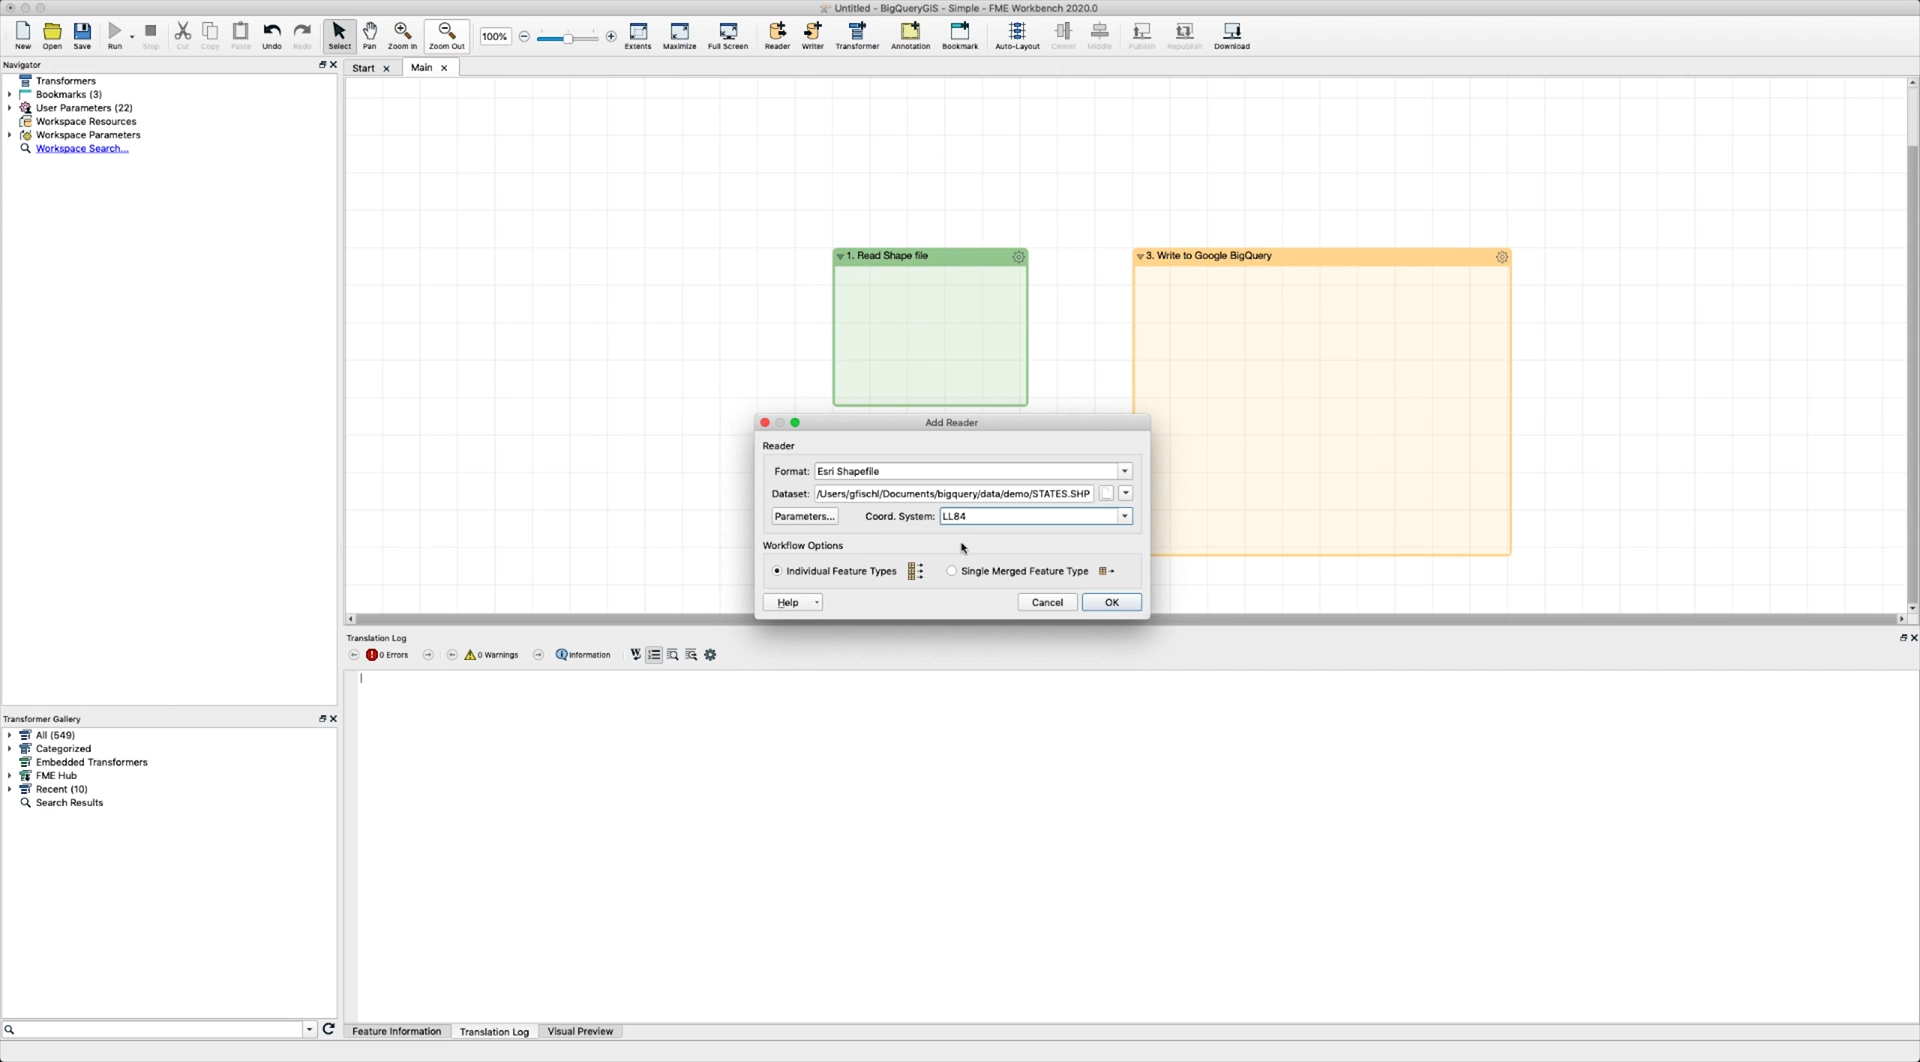 Untitled - BigQueryGIS - Simple - FME Workbench 2020.0
New Open Save Run Stop Cut Copy Paste Undo Redo Select Pan Zoom In Zoom Out 100% Extents Maximize Full Screen Reader Writer Transformer Annotation Bookmark Auto-Layout Center Middle Publish Republish Download
Navigator
Start Main
Transformers
Bookmarks (3)
User Parameters (22)
Workspace Resources
Workspace Parameters
Workspace Search...
1. Read Shape file
3. Write to Google BigQuery
Add Reader
Reader
Format: Esri Shapefile
Dataset: /Users/gfischl/Documents/bigquery/data/demo/STATES.SHP
Parameters... Coord. System: LL84
Workflow Options
Individual Feature Types Single Merged Feature Type
Help Cancel OK
Translation Log
0 Errors 0 Warnings Information
Transformer Gallery
All (549)
Categorized
Embedded Transformers
FME Hub
Recent (10)
Search Results
Feature Information Translation Log Visual Preview